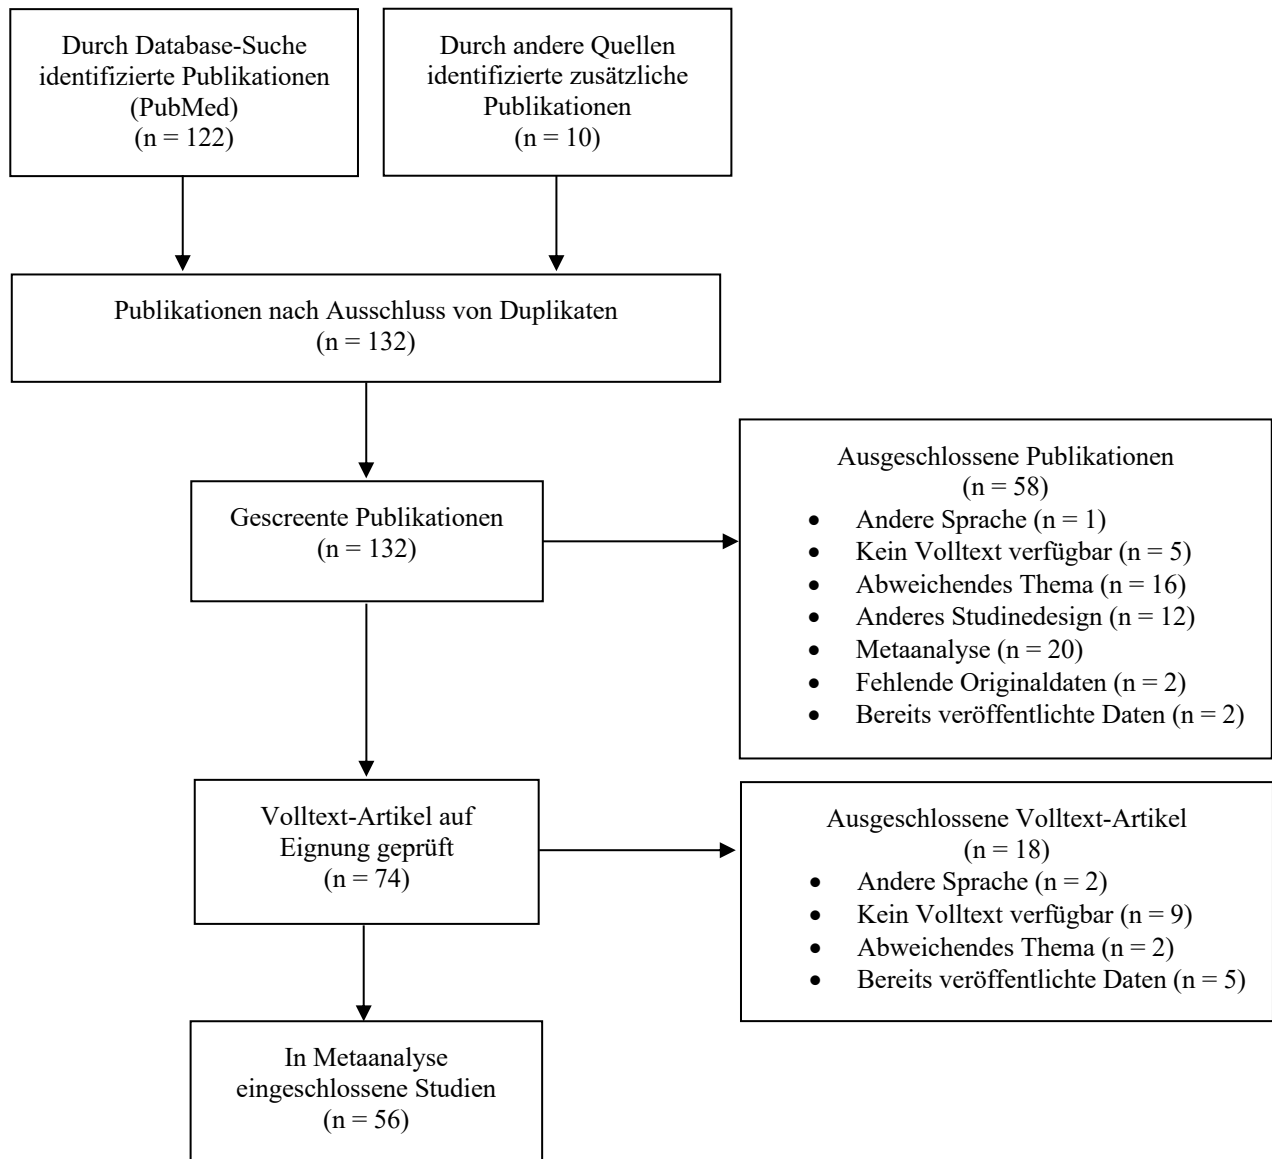 Durch Database-Suche
identifizierte Publikationen
(PubMed)
(n = 122)
Durch andere Quellen
identifizierte zusätzliche
Publikationen
(n = 10)
Publikationen nach Ausschluss von Duplikaten
(n = 132)
Gescreente Publikationen
(n = 132)
Ausgeschlossene Publikationen
(n = 58)
• Andere Sprache (n = 1)
• Kein Volltext verfügbar (n = 5)
• Abweichendes Thema (n = 16)
• Anderes Studinedesign (n = 12)
• Metaanalyse (n = 20)
• Fehlende Originaldaten (n = 2)
• Bereits veröffentlichte Daten (n = 2)
Volltext-Artikel auf
Eignung geprüft
(n = 74)
Ausgeschlossene Volltext-Artikel
(n = 18)
• Andere Sprache (n = 2)
• Kein Volltext verfügbar (n = 9)
• Abweichendes Thema (n = 2)
• Bereits veröffentlichte Daten (n = 5)
In Metaanalyse
eingeschlossene Studien
(n = 56)